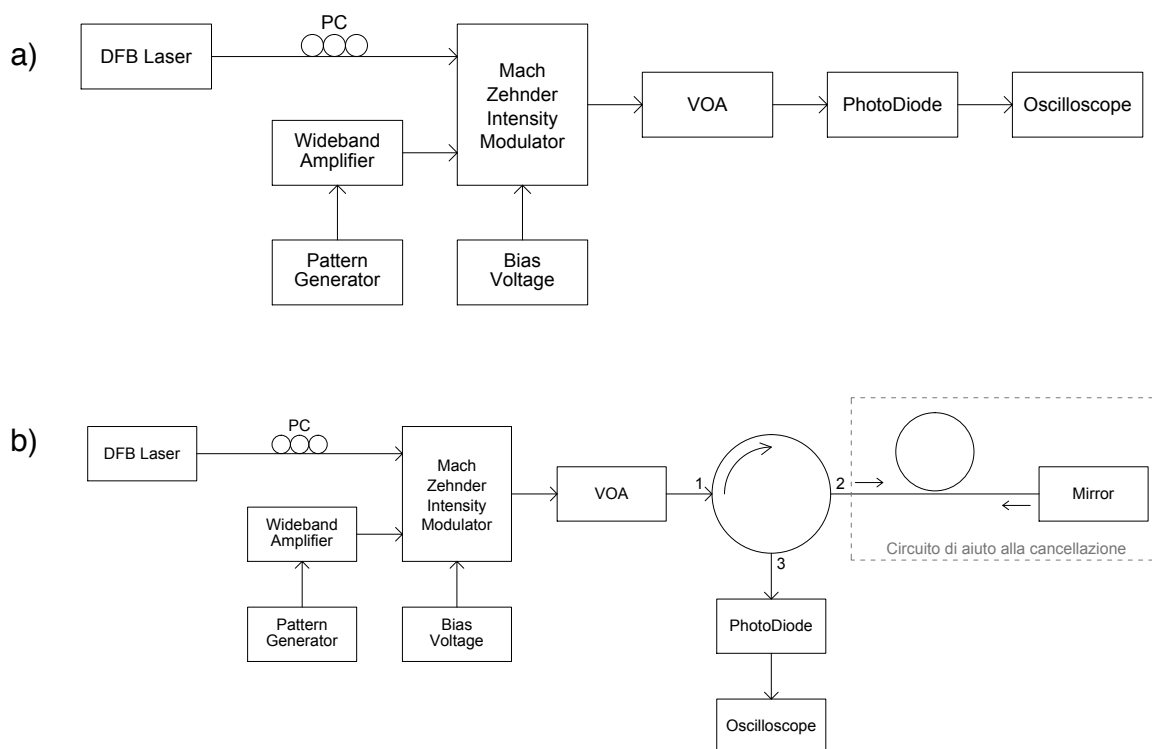 a)
DFB Laser
PC
Mach
Zehnder
Intensity
Modulator
VOA
PhotoDiode
Oscilloscope
Wideband
Amplifier
Pattern
Generator
Bias
Voltage
b)
DFB Laser
PC
Mach
Zehnder
Intensity
Modulator
VOA
1
2
3
Mirror
Circuito di aiuto alla cancellazione
Wideband
Amplifier
Pattern
Generator
Bias
Voltage
PhotoDiode
Oscilloscope